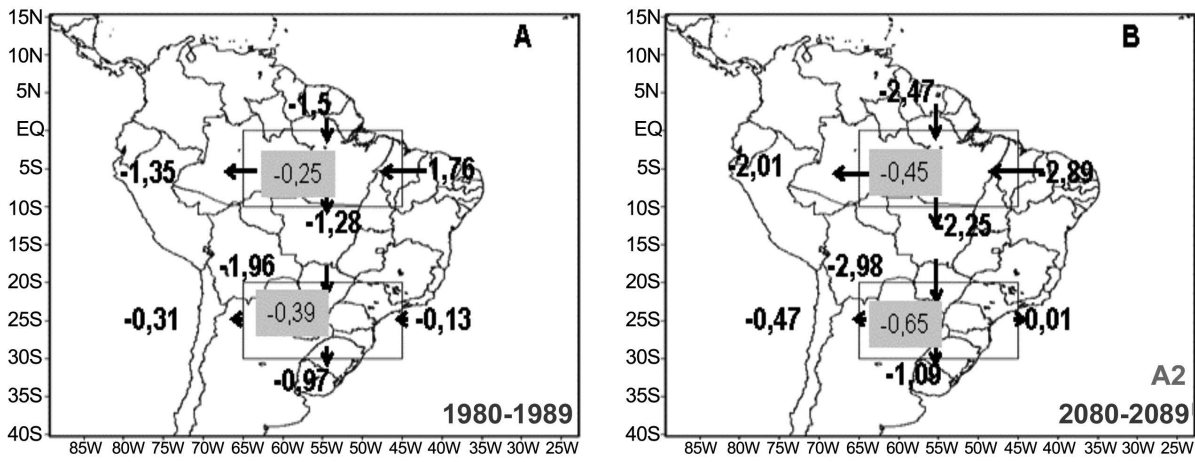 A
15N
10N
5N
EQ
5S
10S
15S
20S
25S
30S
35S
40S
-1,5
-1,35
-0,25
1,76
-1,28
-1,96
-0,31
-0,39
-0,13
-0,97
1980-1989
85W 80W 75W 70W 65W 60W 55W 50W 45W 40W 35W 30W 25W
B
15N
10N
5N
EQ
5S
10S
15S
20S
25S
30S
35S
40S
-2,47
-2,01
-0,45
-2,89
-2,25
-2,98
-0,47
-0,65
0,01
-1,09
A2
2080-2089
85W 80W 75W 70W 65W 60W 55W 50W 45W 40W 35W 30W 25W